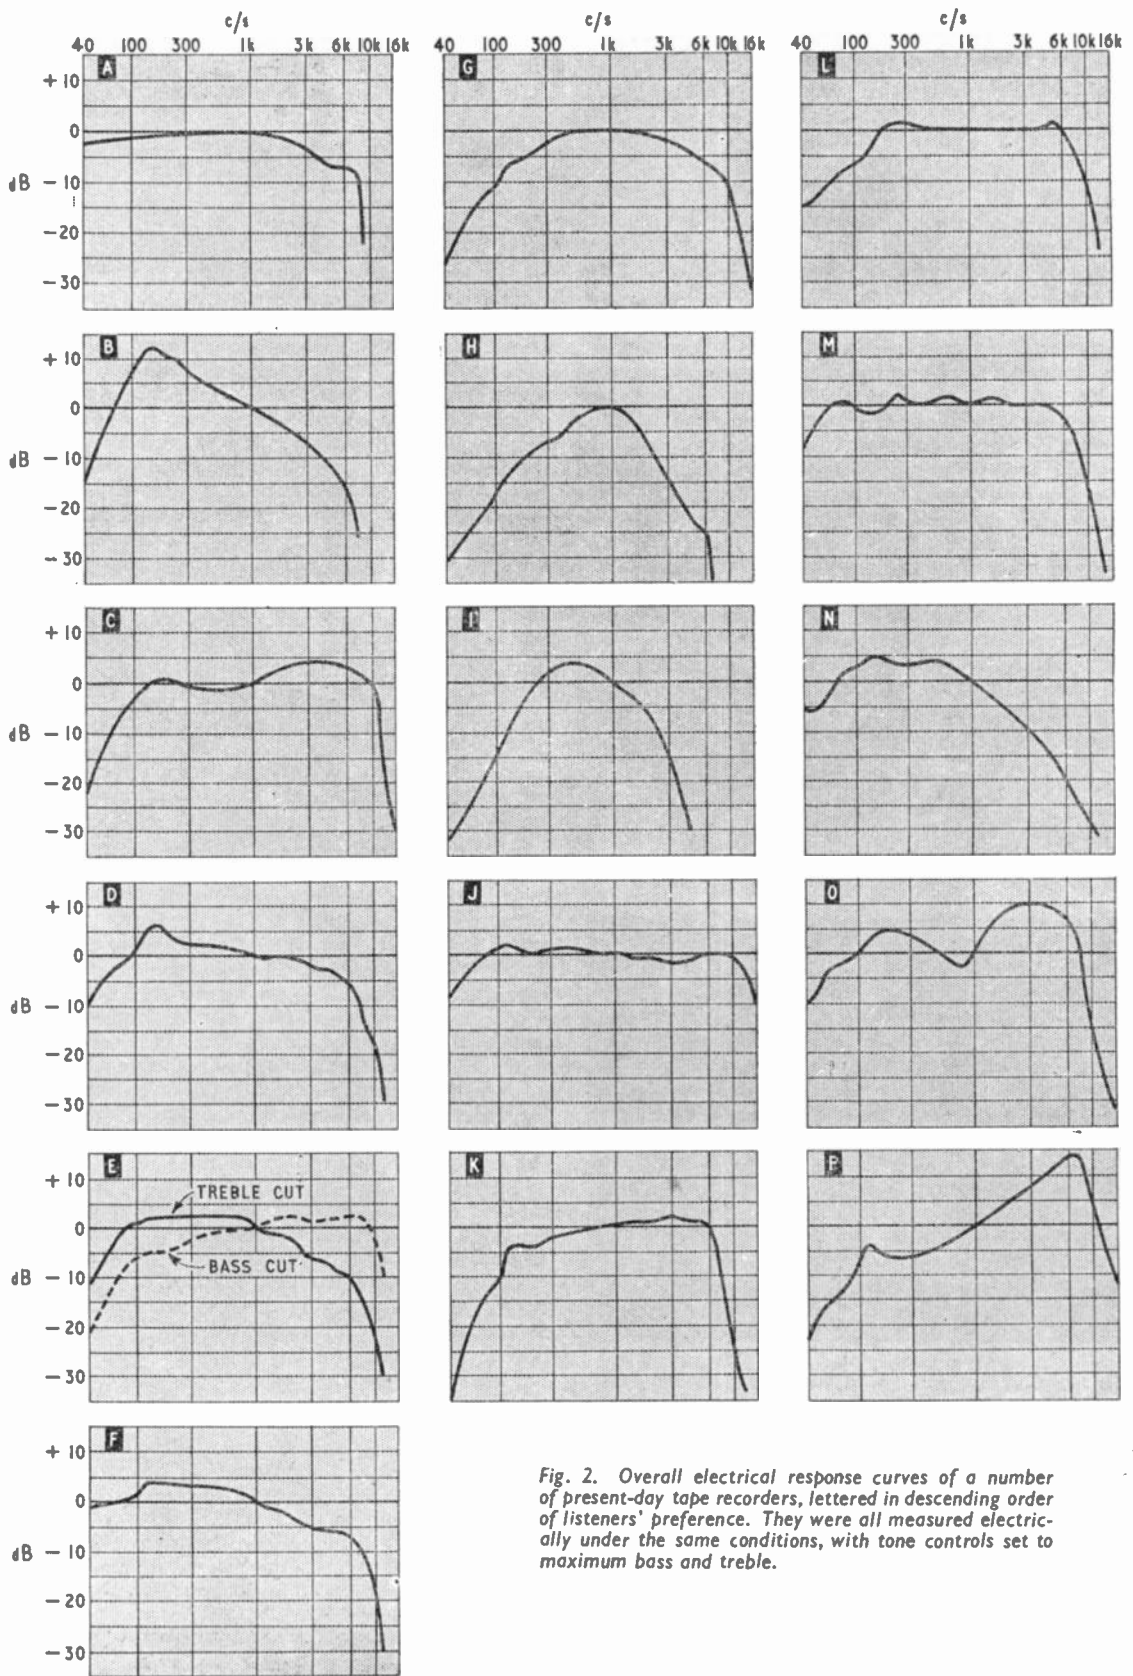 c/s
40 100 300 1k 3k 6k 10k 16k
c/s
40 100 300 1k 3k 6k 10k 16k
c/s
40 100 300 1k 3k 6k 10k 16k
A
+ 10
0
dB - 10
- 20
- 30
G
L
B
+ 10
0
dB - 10
- 20
- 30
H
M
C
+ 10
0
dB - 10
- 20
- 30
I
N
D
+ 10
0
dB - 10
- 20
- 30
J
O
E
+ 10
0
dB - 10
- 20
- 30
TREBLE CUT
BASS CUT
K
P
F
+ 10
0
dB - 10
- 20
- 30
Fig. 2. Overall electrical response curves of a number
of present-day tape recorders, lettered in descending order
of listeners' preference. They were all measured electric-
ally under the same conditions, with tone controls set to
maximum bass and treble.